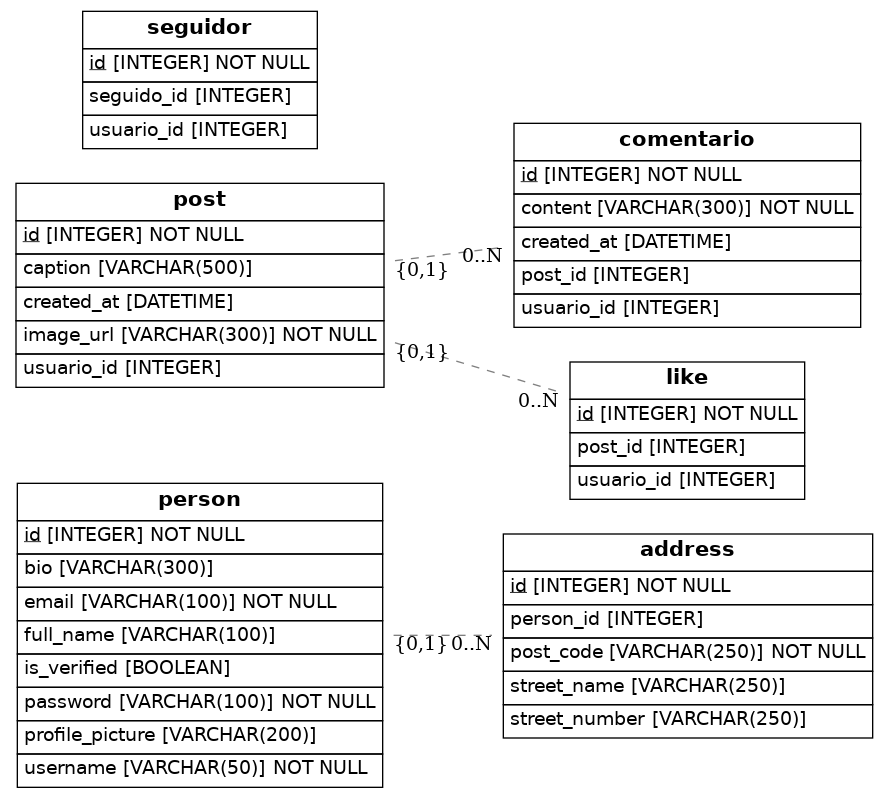 seguidor
id [INTEGER] NOT NULL
seguido_id [INTEGER]
usuario_id [INTEGER]
post
id [INTEGER] NOT NULL
caption [VARCHAR(500)]
created_at [DATETIME]
image_url [VARCHAR(300)] NOT NULL
usuario_id [INTEGER]
{0,1}
0..N
comentario
id [INTEGER] NOT NULL
content [VARCHAR(300)] NOT NULL
created_at [DATETIME]
post_id [INTEGER]
usuario_id [INTEGER]
{0,1}
0..N
like
id [INTEGER] NOT NULL
post_id [INTEGER]
usuario_id [INTEGER]
person
id [INTEGER] NOT NULL
bio [VARCHAR(300)]
email [VARCHAR(100)] NOT NULL
full_name [VARCHAR(100)]
is_verified [BOOLEAN]
password [VARCHAR(100)] NOT NULL
profile_picture [VARCHAR(200)]
username [VARCHAR(50)] NOT NULL
{0,1}
0..N
address
id [INTEGER] NOT NULL
person_id [INTEGER]
post_code [VARCHAR(250)] NOT NULL
street_name [VARCHAR(250)]
street_number [VARCHAR(250)]